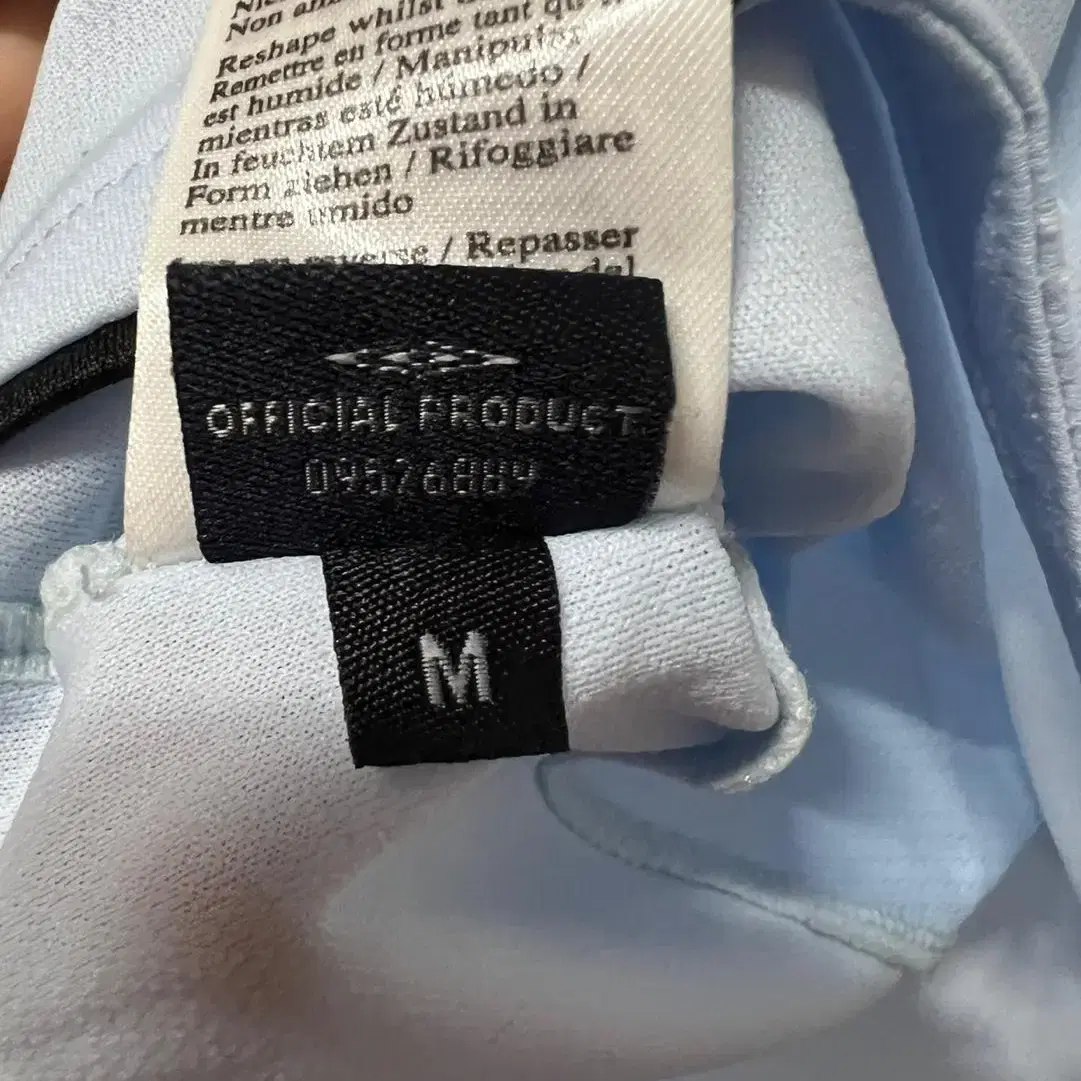 Reshape whilst
Remettre en forme tant qu'
est humide / Manipular
mientras esté húmedo /
In feuchtem Zustand in
Form ziehen / Rifoggiare
mentre umido
/ Repasser
OFFICIAL PRODUCT
M